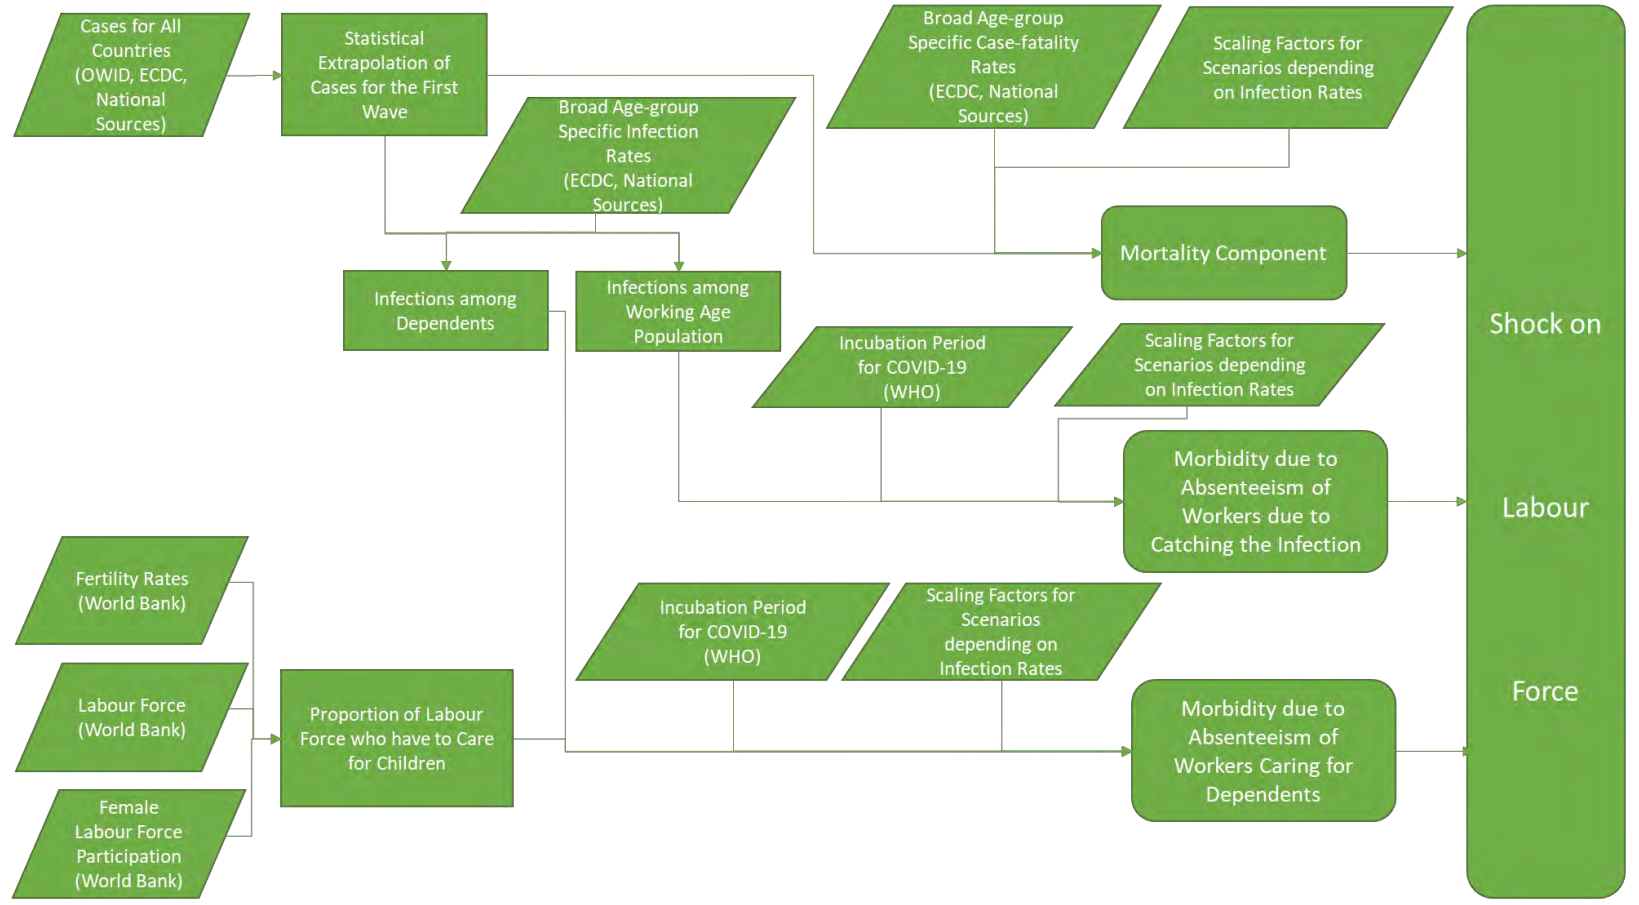 Cases for All
Countries
(OWID, ECDC,
National
Sources)
Statistical
Extrapolation of
Cases for the First
Wave
Broad Age-group
Specific Infection
Rates
(ECDC, National
Sources)
Broad Age-group
Specific Case-fatality
Rates
(ECDC, National
Sources)
Scaling Factors for
Scenarios depending
on Infection Rates
Mortality Component
Infections among
Dependents
Infections among
Working Age
Population
Incubation Period
for COVID-19
(WHO)
Scaling Factors for
Scenarios depending
on Infection Rates
Morbidity due to
Absenteeism of
Workers due to
Catching the Infection
Fertility Rates
(World Bank)
Labour Force
(World Bank)
Female
Labour Force
Participation
(World Bank)
Proportion of Labour
Force who have to Care
for Children
Incubation Period
for COVID-19
(WHO)
Scaling Factors for
Scenarios
depending on
Infection Rates
Morbidity due to
Absenteeism of
Workers Caring for
Dependents
Shock on
Labour
Force